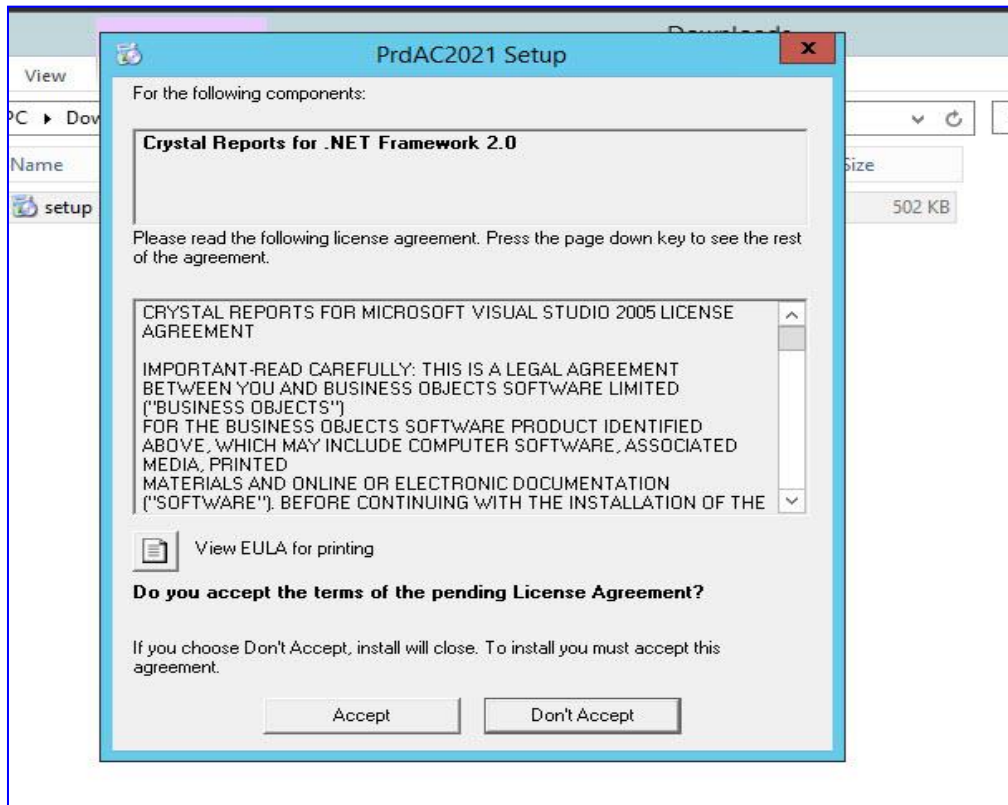 Downloads
PrdAC2021 Setup
x
View
For the following components:
PC ▸ Dow
Crystal Reports for .NET Framework 2.0
Name
Size
setup
502 KB
Please read the following license agreement. Press the page down key to see the rest
of the agreement.
CRYSTAL REPORTS FOR MICROSOFT VISUAL STUDIO 2005 LICENSE
AGREEMENT
IMPORTANT-READ CAREFULLY: THIS IS A LEGAL AGREEMENT
BETWEEN YOU AND BUSINESS OBJECTS SOFTWARE LIMITED
("BUSINESS OBJECTS")
FOR THE BUSINESS OBJECTS SOFTWARE PRODUCT IDENTIFIED
ABOVE, WHICH MAY INCLUDE COMPUTER SOFTWARE, ASSOCIATED
MEDIA, PRINTED
MATERIALS AND ONLINE OR ELECTRONIC DOCUMENTATION
("SOFTWARE"). BEFORE CONTINUING WITH THE INSTALLATION OF THE
View EULA for printing
Do you accept the terms of the pending License Agreement?
If you choose Don't Accept, install will close. To install you must accept this
agreement.
Accept
Don't Accept